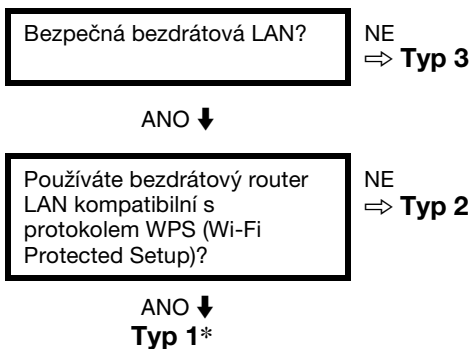 Bezpečná bezdrátová LAN?
NE
⇨ Typ 3
ANO ⬇
Používáte bezdrátový router
LAN kompatibilní s
protokolem WPS (Wi-Fi
Protected Setup)?
NE
⇨ Typ 2
ANO ⬇
Typ 1*